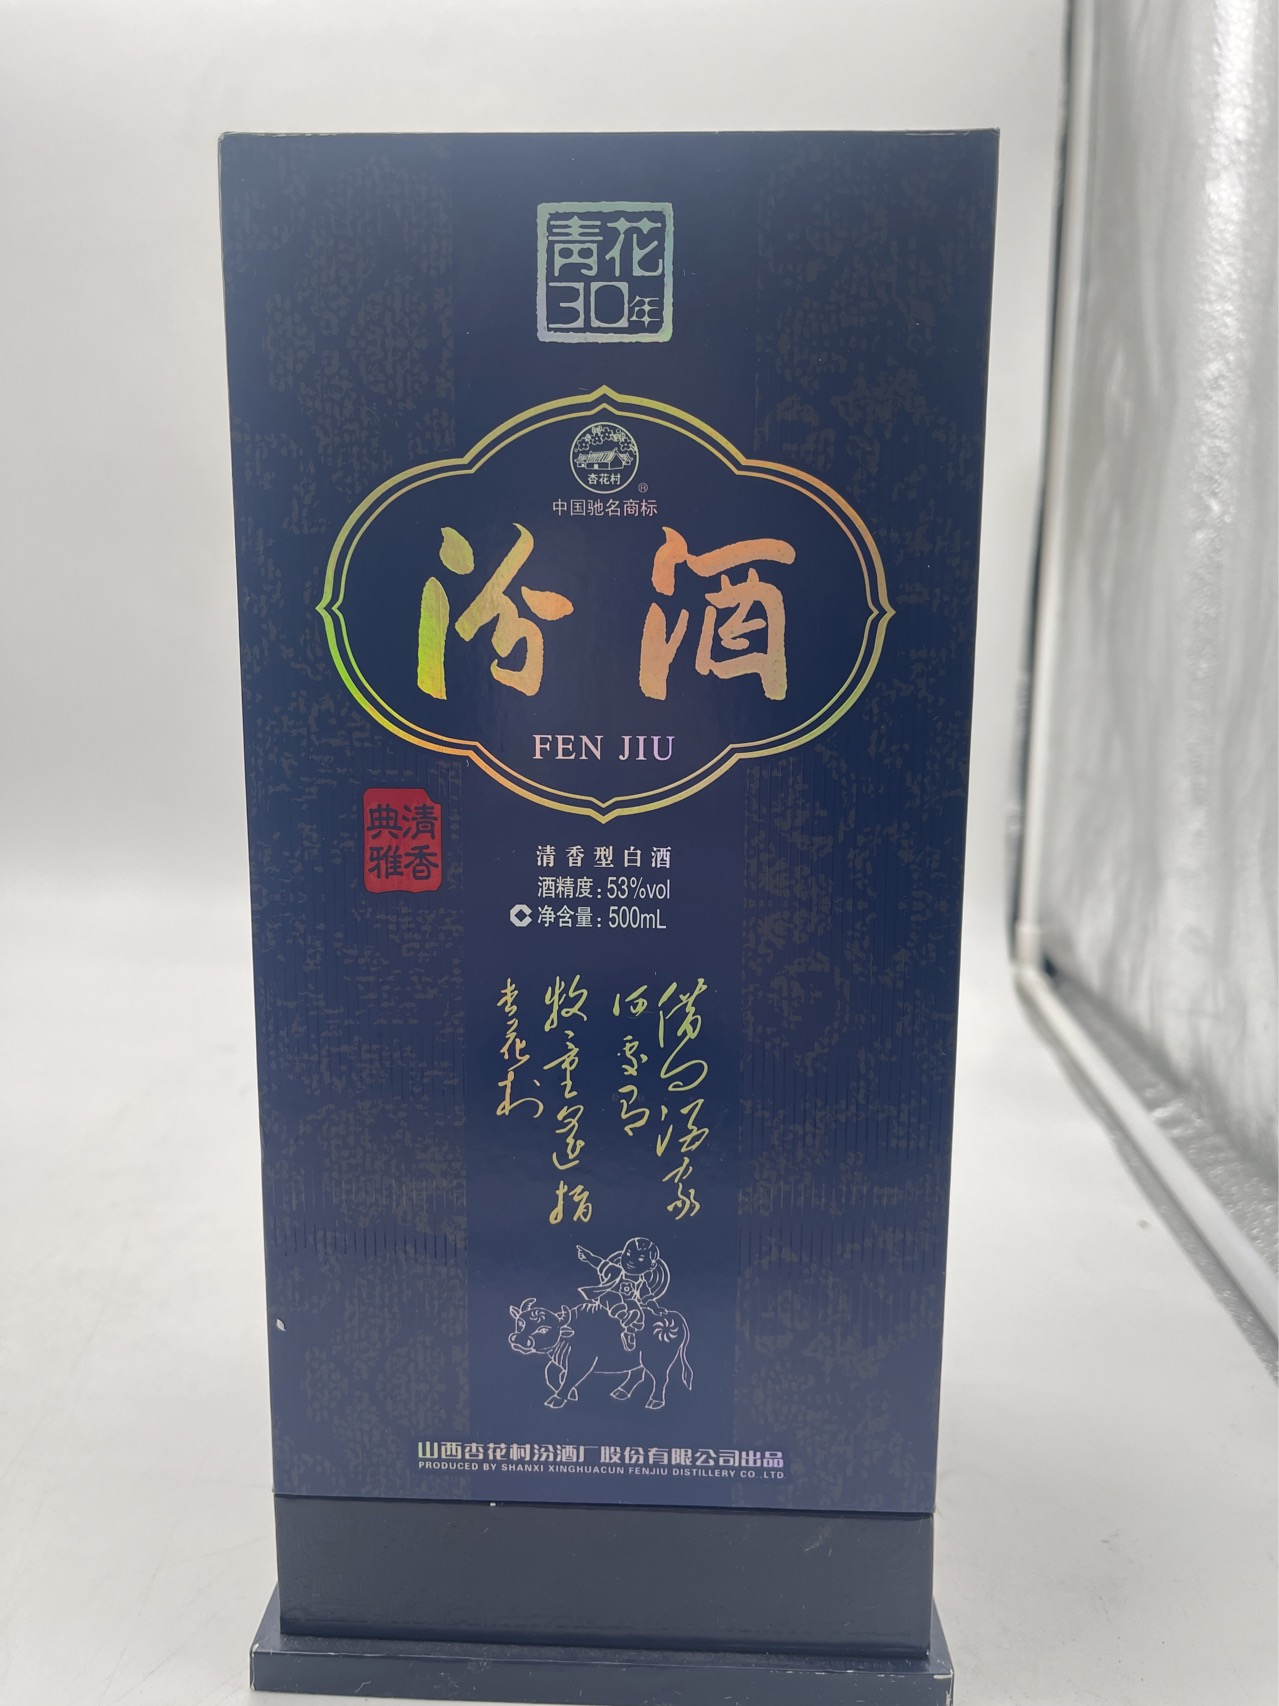 青花
30年
杏花村
®
中国驰名商标
汾酒
FEN JIU
清香
典雅
清香型白酒
酒精度:53%vol
净含量:500mL
借问酒家
何处有
牧童遥指
杏花村
山西杏花村汾酒厂股份有限公司出品
PRODUCED BY SHANXI XINGHUACUN FENJIU DISTILLERY CO.,LTD.